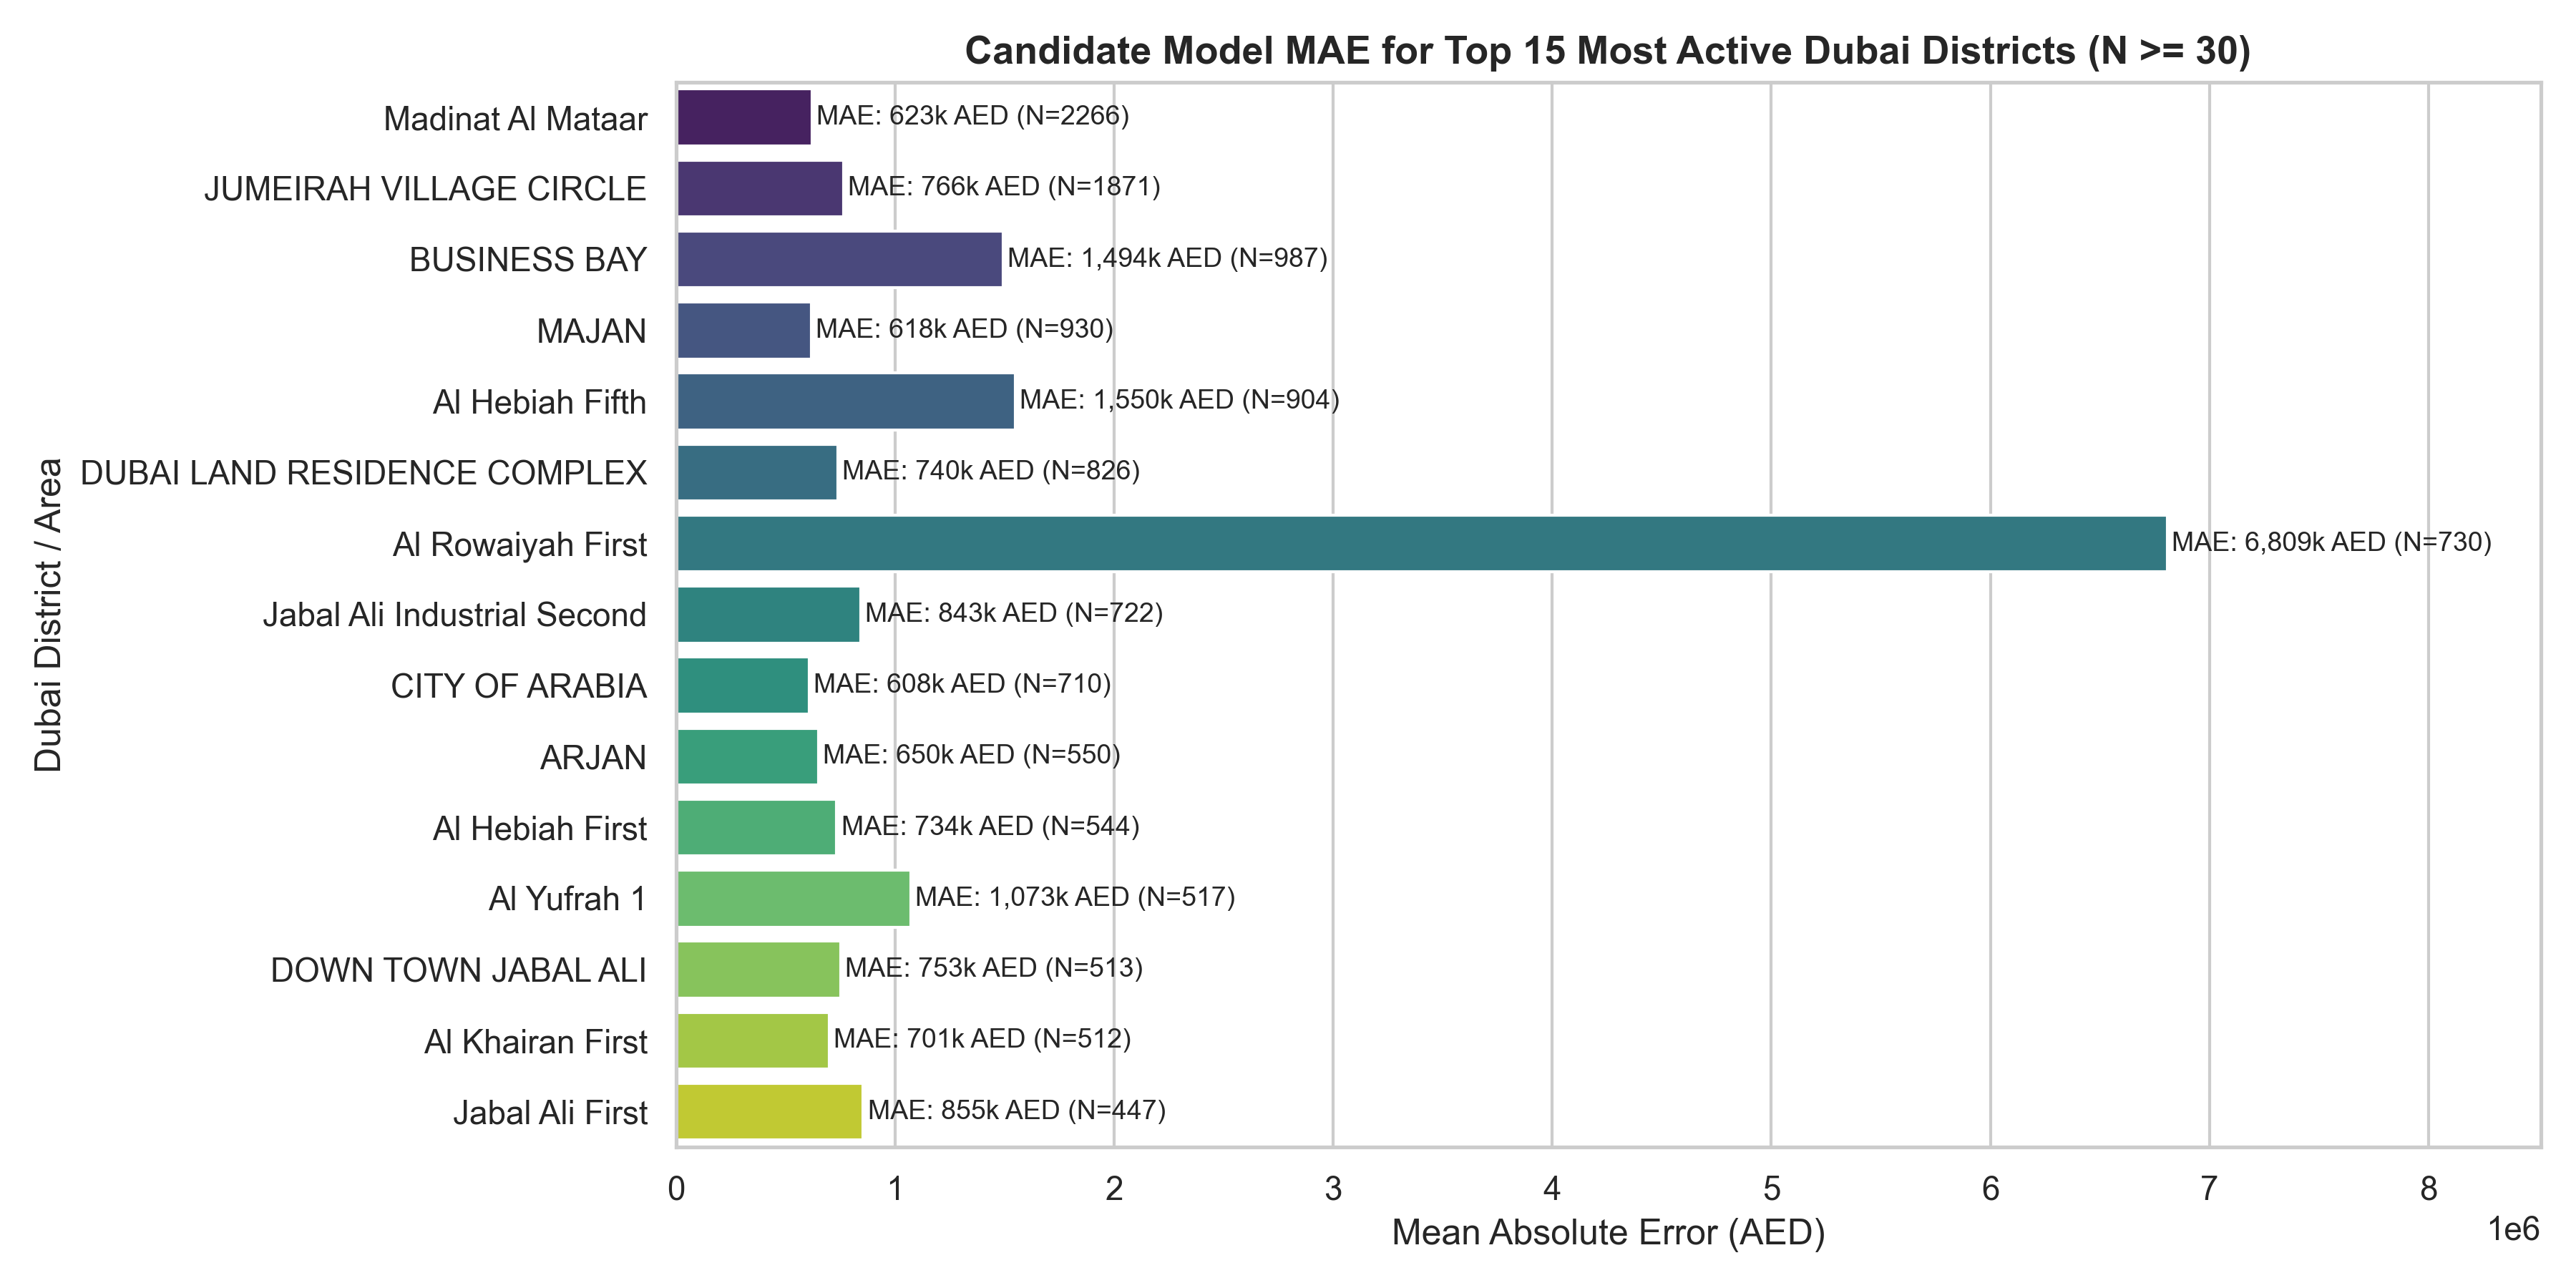 Candidate Model MAE for Top 15 Most Active Dubai Districts (N >= 30)
Dubai District / Area
Madinat Al Mataar MAE: 623k AED (N=2266)
JUMEIRAH VILLAGE CIRCLE MAE: 766k AED (N=1871)
BUSINESS BAY MAE: 1,494k AED (N=987)
MAJAN MAE: 618k AED (N=930)
Al Hebiah Fifth MAE: 1,550k AED (N=904)
DUBAI LAND RESIDENCE COMPLEX MAE: 740k AED (N=826)
Al Rowaiyah First MAE: 6,809k AED (N=730)
Jabal Ali Industrial Second MAE: 843k AED (N=722)
CITY OF ARABIA MAE: 608k AED (N=710)
ARJAN MAE: 650k AED (N=550)
Al Hebiah First MAE: 734k AED (N=544)
Al Yufrah 1 MAE: 1,073k AED (N=517)
DOWN TOWN JABAL ALI MAE: 753k AED (N=513)
Al Khairan First MAE: 701k AED (N=512)
Jabal Ali First MAE: 855k AED (N=447)
0 1 2 3 4 5 6 7 8
Mean Absolute Error (AED)
1e6